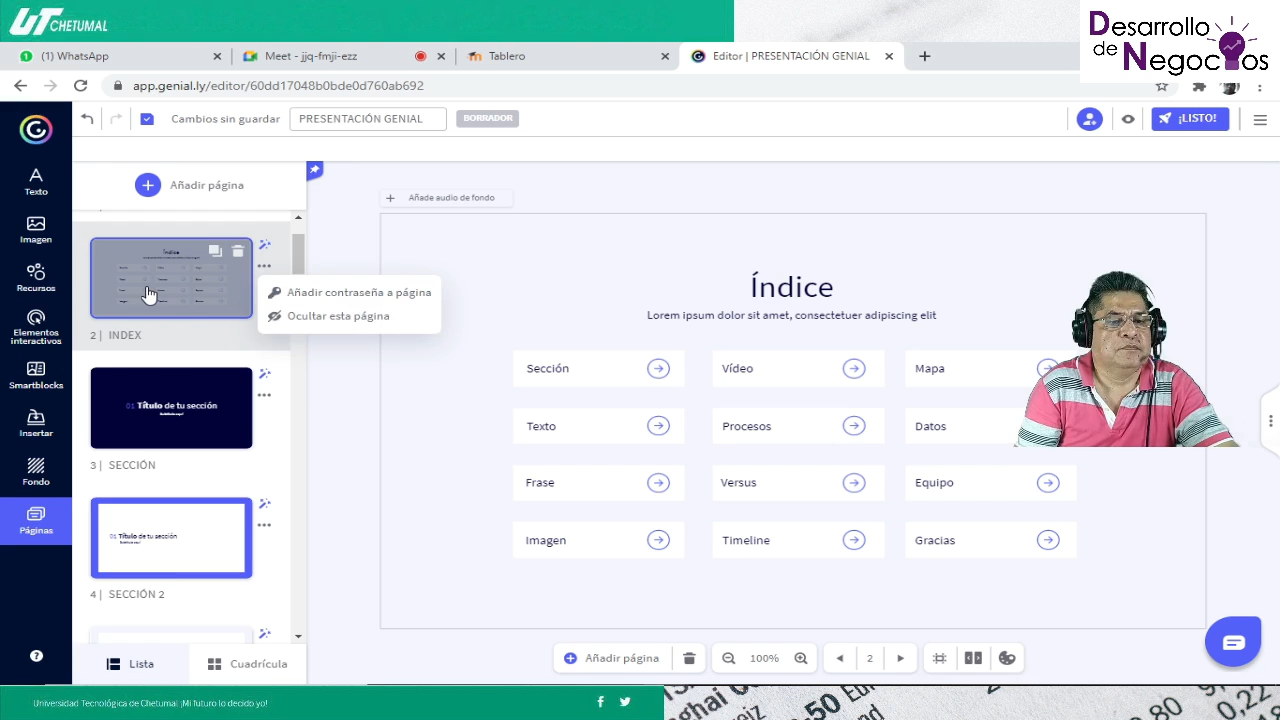 UT CHETUMAL
Desarrollo
de Negocios
(1) WhatsApp
Meet - jjq-fmji-ezz
Tablero
Editor | PRESENTACIÓN GENIAL
app.genial.ly/editor/60dd17048b0bde0d760ab692
Cambios sin guardar
PRESENTACIÓN GENIAL
BORRADOR
¡LISTO!
Texto
Imagen
Recursos
Elementos
interactivos
Smartblocks
Insertar
Fondo
Páginas
Añadir página
Índice
2 | INDEX
Añadir contraseña a página
Ocultar esta página
01 Título de tu sección
3 | SECCIÓN
01 Título de tu sección
4 | SECCIÓN 2
Lista
Cuadrícula
Añade audio de fondo
Índice
Lorem ipsum dolor sit amet, consectetuer adipiscing elit
Sección
Vídeo
Mapa
Texto
Procesos
Datos
Frase
Versus
Equipo
Imagen
Timeline
Gracias
Añadir página
100%
2
Universidad Tecnológica de Chetumal ¡Mi futuro lo decido yo!